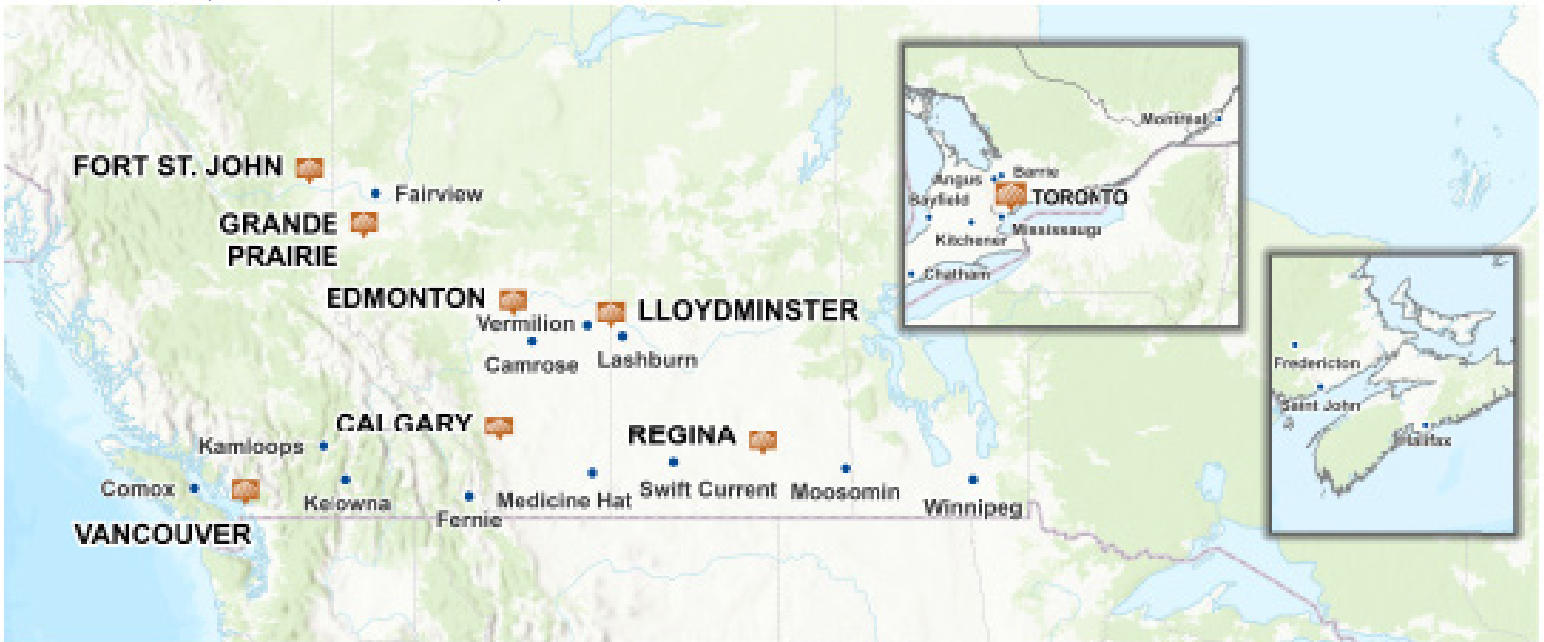 FORT ST. JOHN
Fairview
GRANDE
PRAIRIE
EDMONTON
LLOYDMINSTER
Vermilion
Camrose
Lashburn
CALGARY
REGINA
Kamloops
Comox
Kelowna
Fernie
Medicine Hat
Swift Current
Moosomin
Winnipeg
VANCOUVER
Montréal
Barrie
Angus
TORONTO
Bayfield
Mississauga
Kitchener
Chatham
Fredericton
Saint John
Halifax